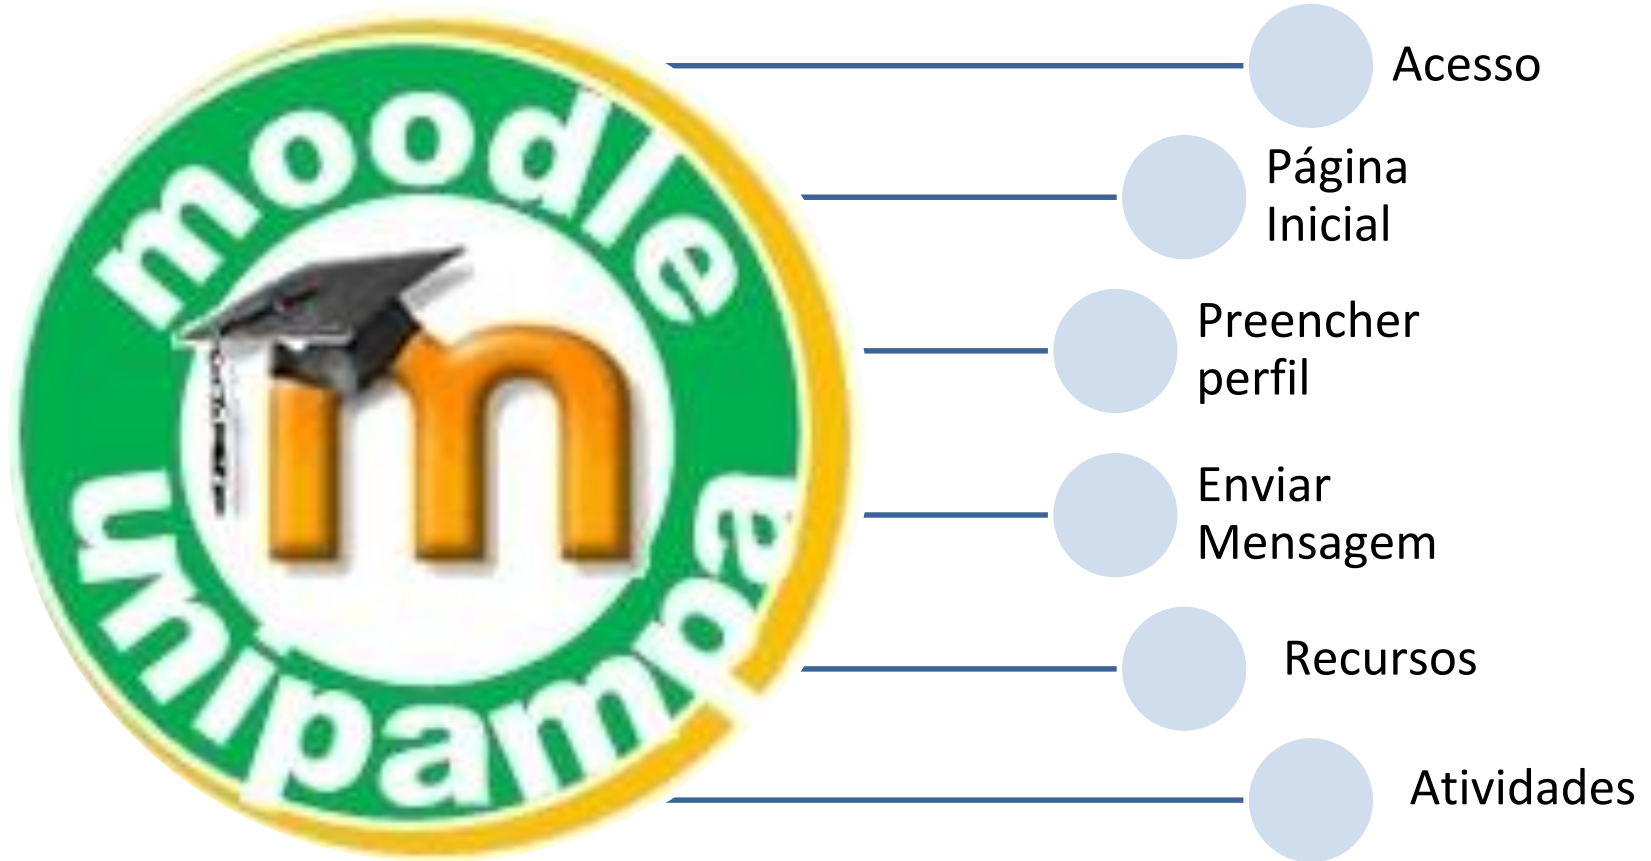 moodle
unipampa
m
Acesso
Página
Inicial
Preencher
perfil
Enviar
Mensagem
Recursos
Atividades